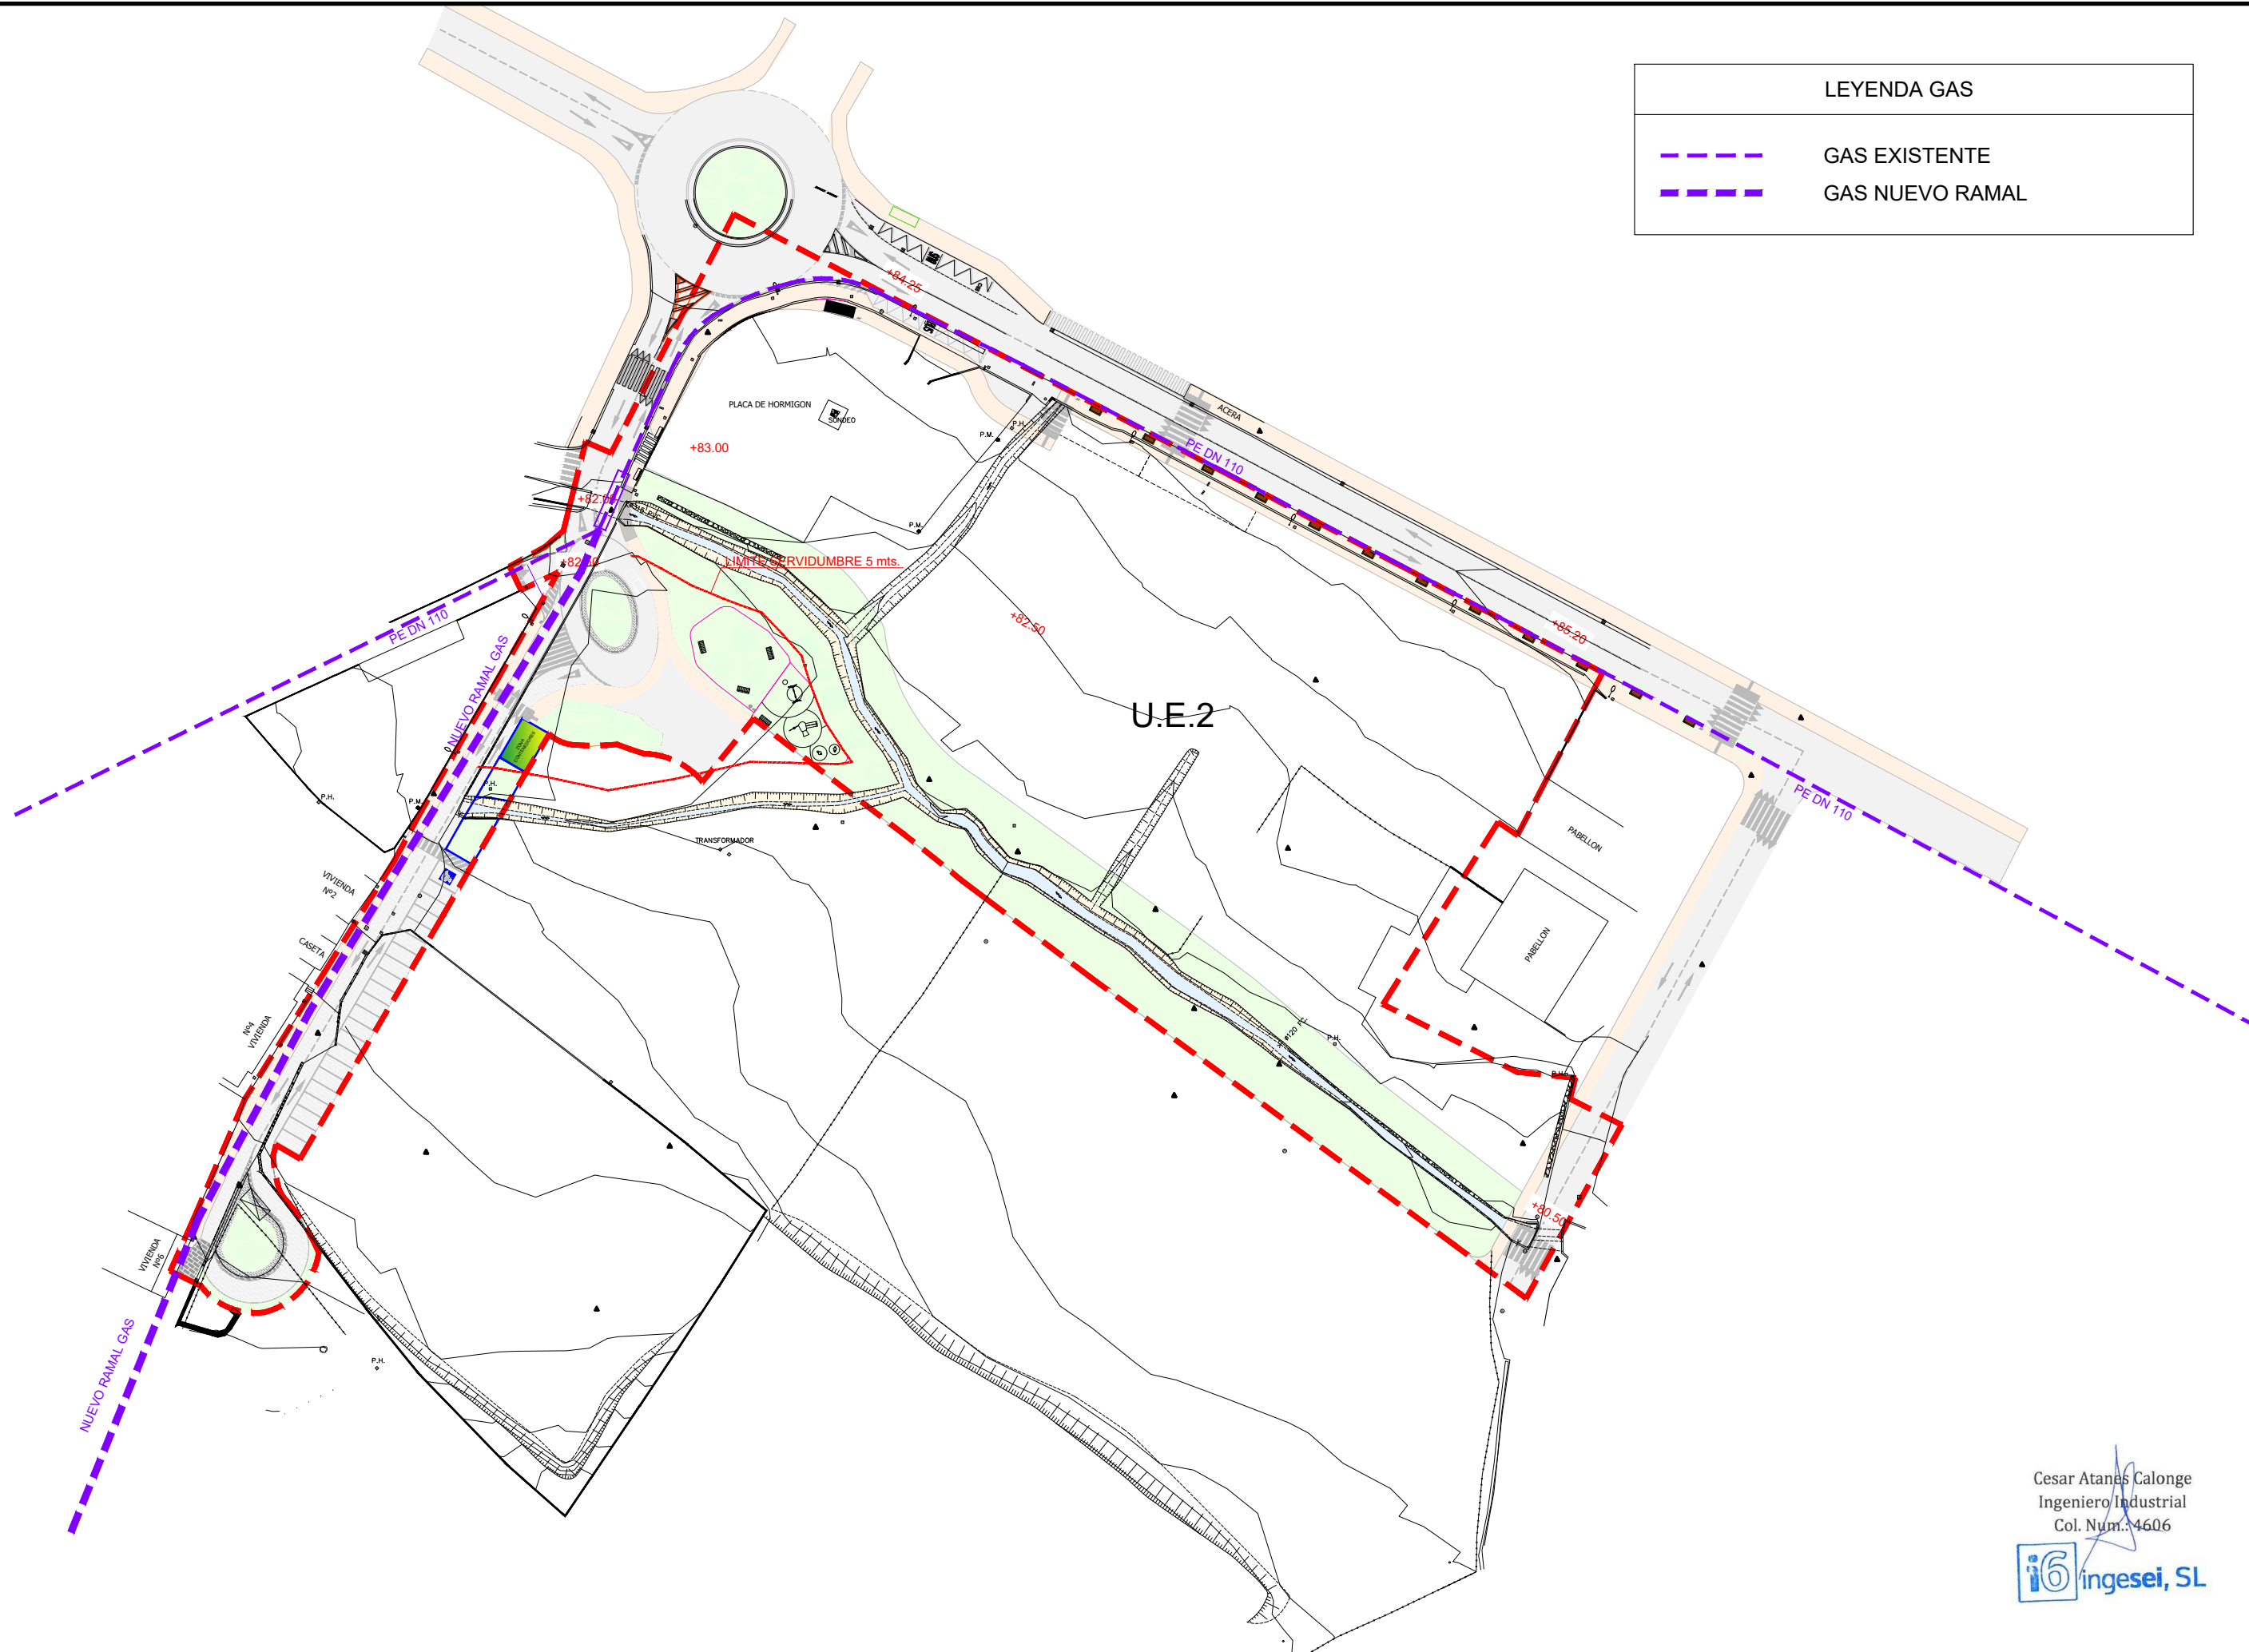 LEYENDA GAS
GAS EXISTENTE
GAS NUEVO RAMAL
+84.25
ACERA
PLACA DE HORMIGON
SONDEO
P.M.
P.H.
PE DN 110
+83.00
P.M.
LIMITE SERVIDUMBRE 5 mts.
PE DN 110
+82.50
+85.20
NUEVO RAMAL GAS
U.E.2
PE DN 110
P.H.
P.M.
TRANSFORMADOR
PABELLON
VIVIENDA
Nº2
PABELLON
CASETA
Nº4
VIVIENDA
P.H.
+80.50
VIVIENDA
Nº6
NUEVO RAMAL GAS
P.H.
Cesar Atanes Calonge
Ingeniero Industrial
Col. Num.: 4606
i6 ingesei, SL